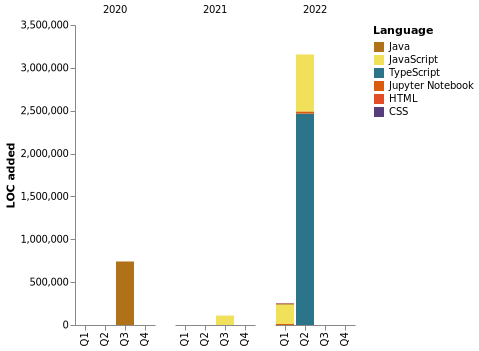 2020 2021 2022
Language
Java
JavaScript
TypeScript
Jupyter Notebook
HTML
CSS
LOC added
3,500,000
3,000,000
2,500,000
2,000,000
1,500,000
1,000,000
500,000
0
Q1 Q2 Q3 Q4 Q1 Q2 Q3 Q4 Q1 Q2 Q3 Q4